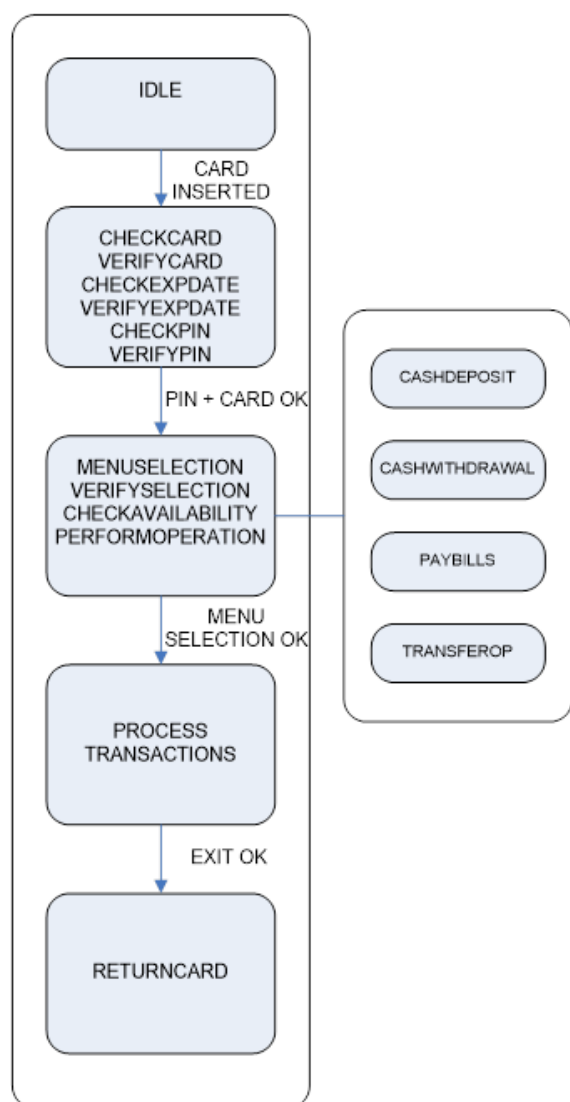 IDLE
CARD
INSERTED
CHECKCARD
VERIFYCARD
CHECKEXPDATE
VERIFYEXPDATE
CHECKPIN
VERIFYPIN
PIN + CARD OK
MENUSELECTION
VERIFYSELECTION
CHECKAVAILABILITY
PERFORMOPERATION
CASHDEPOSIT
CASHWITHDRAWAL
PAYBILLS
TRANSFEROP
MENU
SELECTION OK
PROCESS
TRANSACTIONS
EXIT OK
RETURNCARD